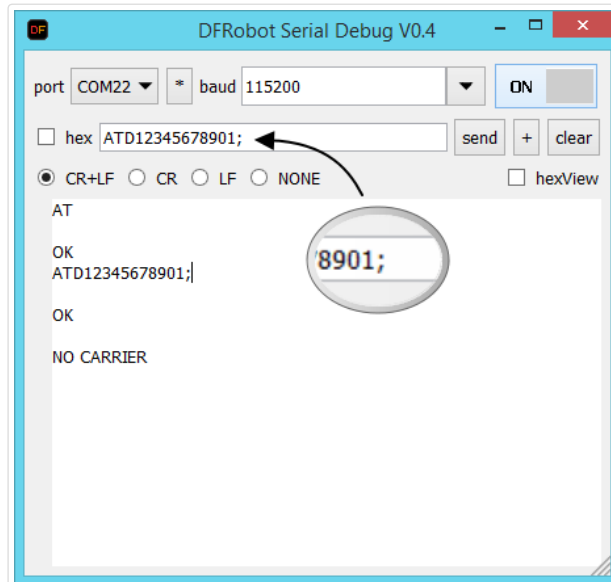 DF DFRobot Serial Debug V0.4
port COM22 * baud 115200 ON
hex ATD12345678901; send + clear
CR+LF CR LF NONE hexView
AT
OK
ATD12345678901;
OK
NO CARRIER
8901;